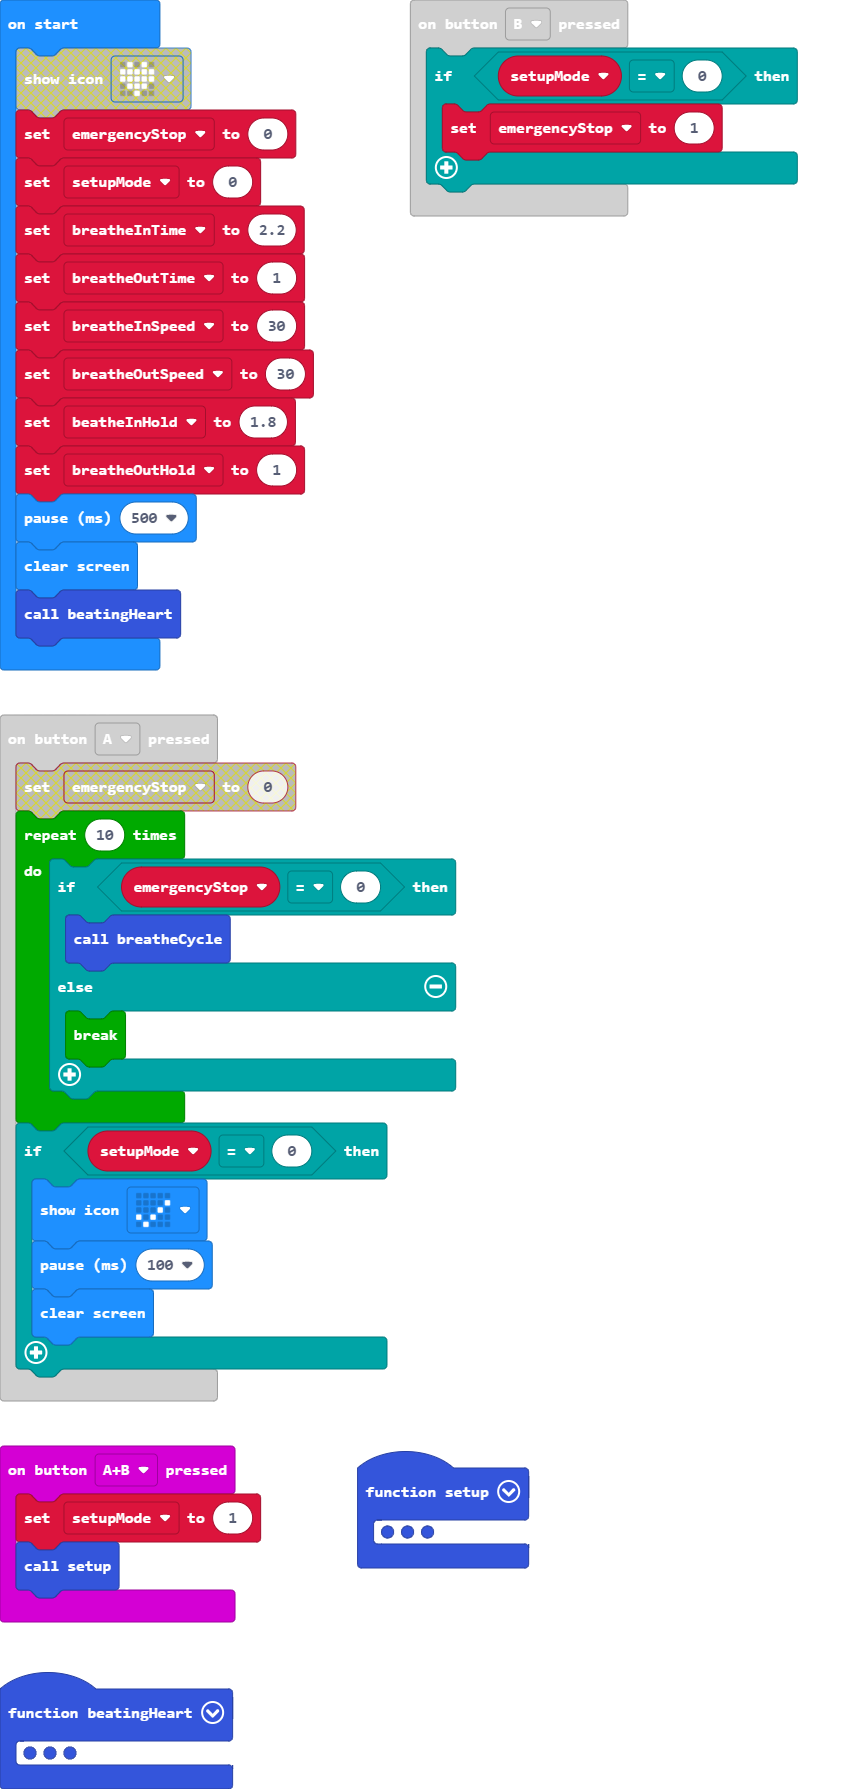 on start
show icon
set emergencyStop to 0
set setupMode to 0
set breatheInTime to 2.2
set breatheOutTime to 1
set breatheInSpeed to 30
set breatheOutSpeed to 30
set beatheInHold to 1.8
set breatheOutHold to 1
pause (ms) 500
clear screen
call beatingHeart
on button B pressed
if setupMode = 0 then
set emergencyStop to 1
on button A pressed
set emergencyStop to 0
repeat 10 times
do
if emergencyStop = 0 then
call breatheCycle
else
break
if setupMode = 0 then
show icon
pause (ms) 100
clear screen
on button A+B pressed
set setupMode to 1
call setup
function setup
function beatingHeart